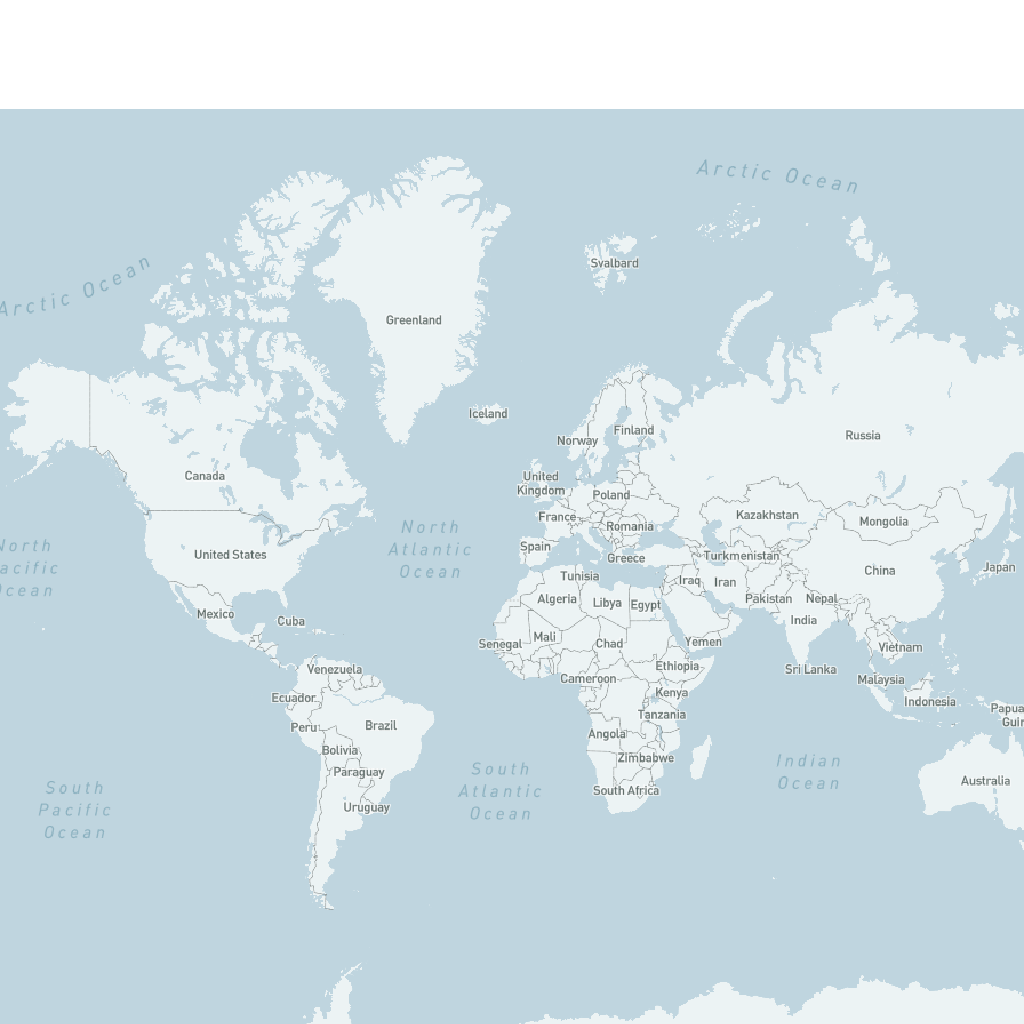 Arctic Ocean
Svalbard
Arctic Ocean
Greenland
Iceland
Finland
Norway
Russia
Canada
United
Kingdom
Poland
Kazakhstan
Mongolia
France
Romania
North
Pacific
Ocean
North
Atlantic
Ocean
United States
Spain
Greece
Turkmenistan
China
Japan
Tunisia
Iraq
Iran
Algeria
Libya
Egypt
Pakistan
Nepal
Mexico
Cuba
India
Senegal
Mali
Chad
Yemen
Vietnam
Venezuela
Cameroon
Ethiopia
Sri Lanka
Malaysia
Ecuador
Kenya
Indonesia
Peru
Brazil
Tanzania
Papua
Guin
Angola
Bolivia
Zimbabwe
Paraguay
South
Atlantic
Ocean
Indian
Ocean
Australia
South
Pacific
Ocean
Uruguay
South Africa